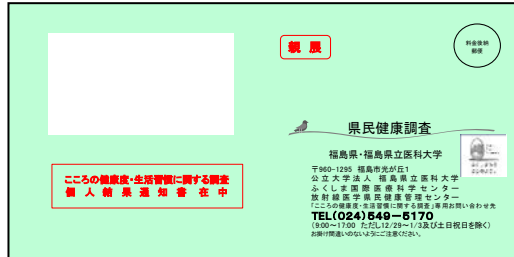 親展
料金後納
郵便
県民健康調査
福島県・福島県立医科大学
〒960-1295 福島市光が丘1
公立大学法人 福島県立医科大学
ふくしま国際医療科学センター
放射線医学県民健康管理センター
「こころの健康度・生活習慣に関する調査」専用お問い合わせ先
TEL(024)549-5170
(9:00~17:00 ただし12/29~1/3及び土日祝日を除く)
お掛け間違いのないようにご注意ください。
こころの健康度・生活習慣に関する調査
個人結果通知書在中